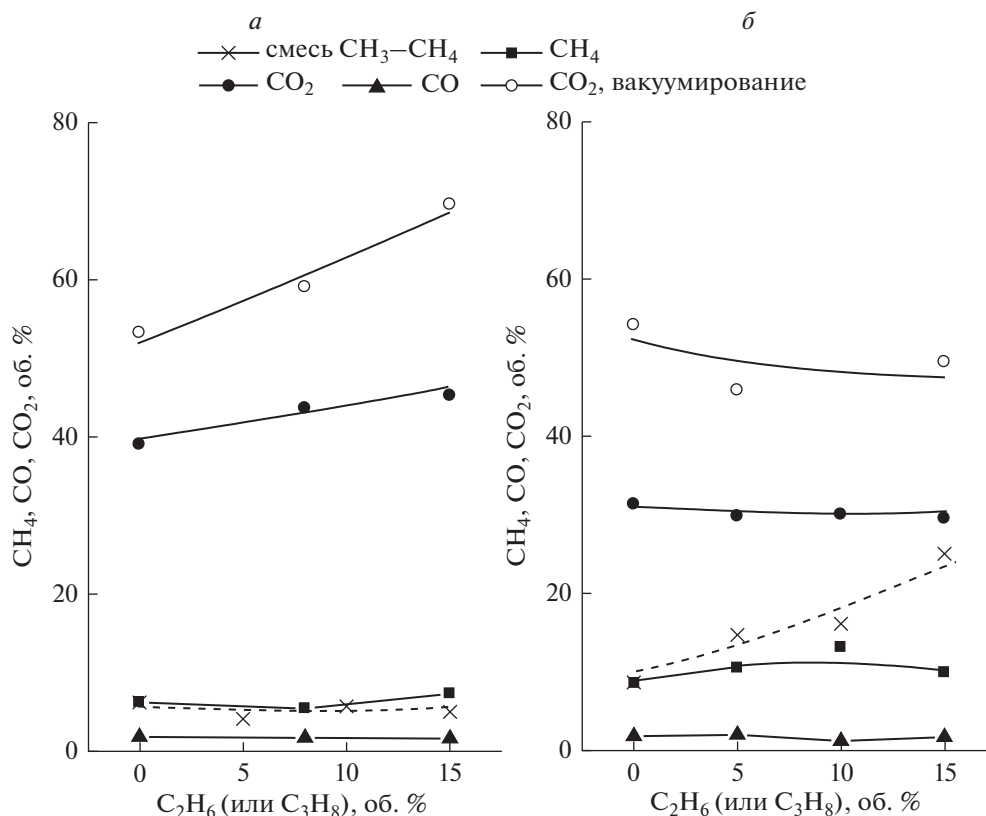 а б
смесь CH₃–CH₄ CH₄
CO₂ CO CO₂, вакуумирование
CH₄, CO, CO₂, об. %
80
60
40
20
0
0 5 10 15
C₂H₆ (или C₃H₈), об. %
CH₄, CO, CO₂, об. %
80
60
40
20
0
0 5 10 15
C₂H₆ (или C₃H₈), об. %